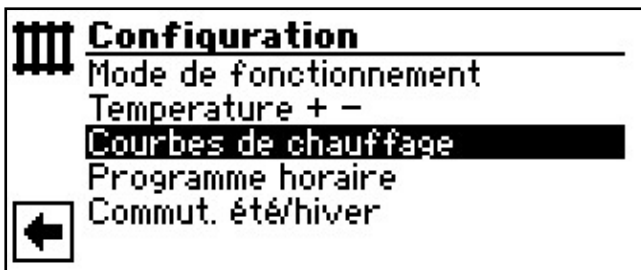 Configuration
Mode de fonctionnement
Temperature + −
Courbes de chauffage
Programme horaire
Commut. été/hiver